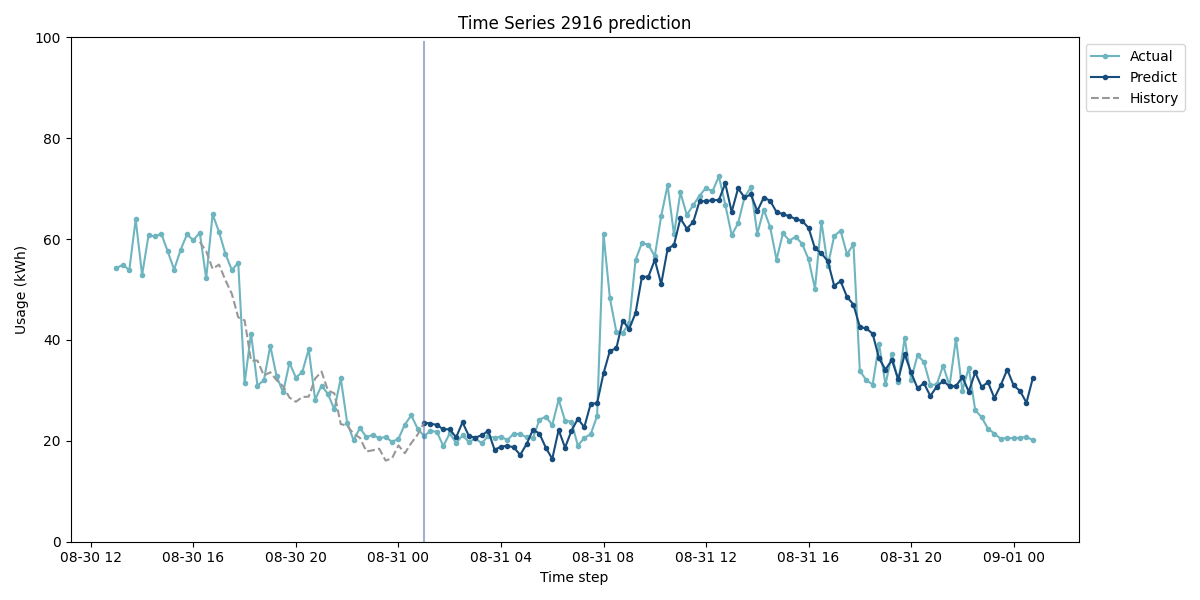 Time Series 2916 prediction
100
80
60
40
20
0
Usage (kWh)
08-30 12
08-30 16
08-30 20
08-31 00
08-31 04
08-31 08
08-31 12
08-31 16
08-31 20
09-01 00
Time step
Actual
Predict
History